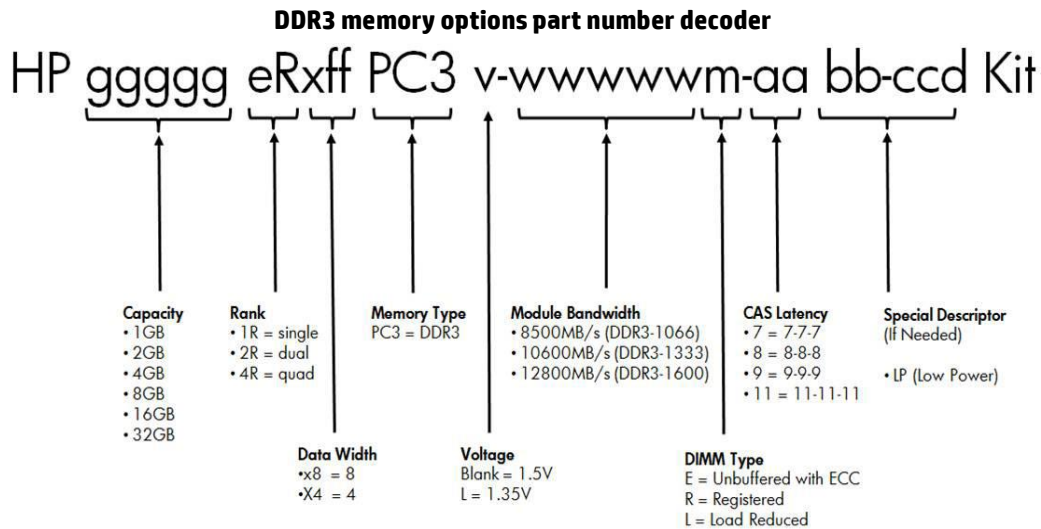 DDR3 memory options part number decoder
HP ggggg eRxff PC3 v-wwwwwm-aa bb-ccd Kit
Capacity
• 1GB
• 2GB
• 4GB
• 8GB
• 16GB
• 32GB
Rank
• 1R = single
• 2R = dual
• 4R = quad
Memory Type
PC3 = DDR3
Module Bandwidth
• 8500MB/s (DDR3-1066)
• 10600MB/s (DDR3-1333)
• 12800MB/s (DDR3-1600)
CAS Latency
• 7 = 7-7-7
• 8 = 8-8-8
• 9 = 9-9-9
• 11 = 11-11-11
Special Descriptor
(If Needed)
• LP (Low Power)
Data Width
•x8 = 8
•X4 = 4
Voltage
Blank = 1.5V
L = 1.35V
DIMM Type
E = Unbuffered with ECC
R = Registered
L = Load Reduced